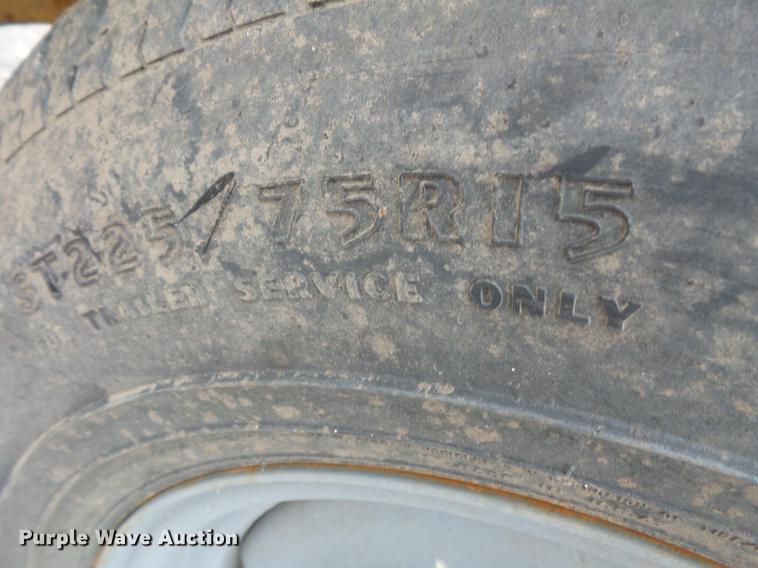 ST225/75R15
TRAILER SERVICE ONLY
Purple Wave Auction